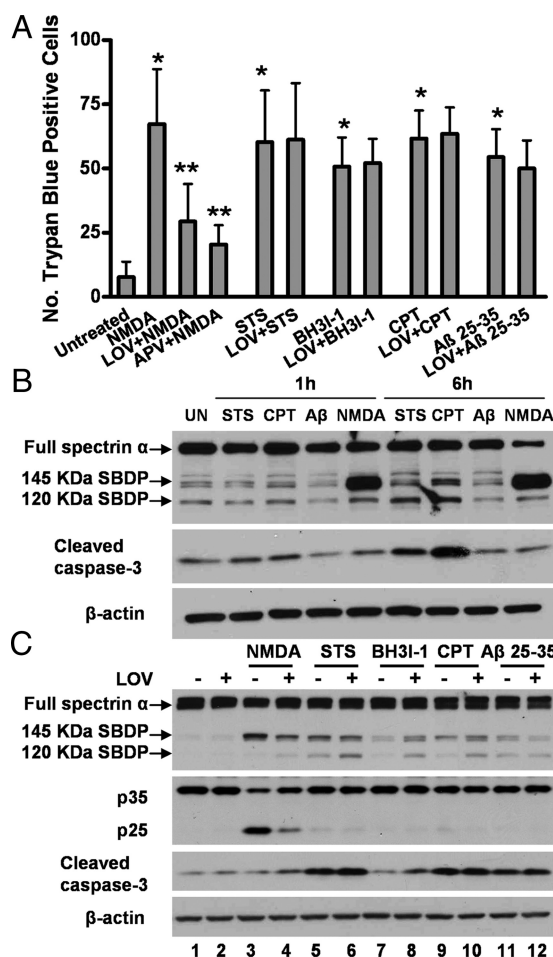 A
No. Trypan Blue Positive Cells
100
75
50
25
0
* ** ** * * * *
Untreated
NMDA
LOV+NMDA
APV+NMDA
STS
LOV+STS
BH3I-1
LOV+BH3I-1
CPT
LOV+CPT
Aß 25-35
LOV+Aß 25-35
B
1h 6h
UN STS CPT Aβ NMDA STS CPT Aβ NMDA
Full spectrin α
145 KDa SBDP
120 KDa SBDP
Cleaved
caspase-3
β-actin
C
NMDA STS BH3I-1 CPT Aβ 25-35
LOV - + - + - + - + - + - +
Full spectrin α
145 KDa SBDP
120 KDa SBDP
p35
p25
Cleaved
caspase-3
β-actin
1 2 3 4 5 6 7 8 9 10 11 12